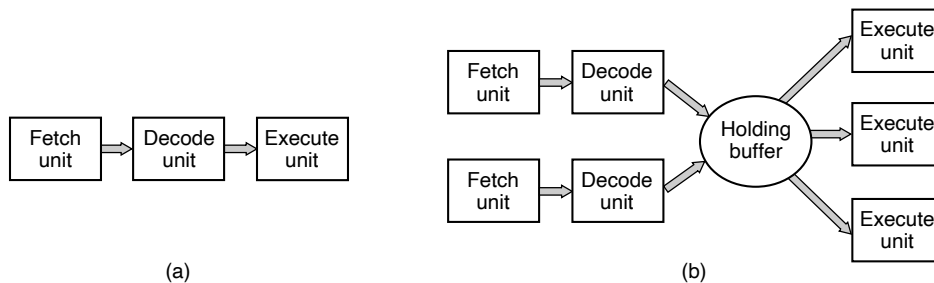 Fetch
unit
Decode
unit
Execute
unit
(a)
Fetch
unit
Decode
unit
Fetch
unit
Decode
unit
Holding
buffer
Execute
unit
Execute
unit
Execute
unit
(b)